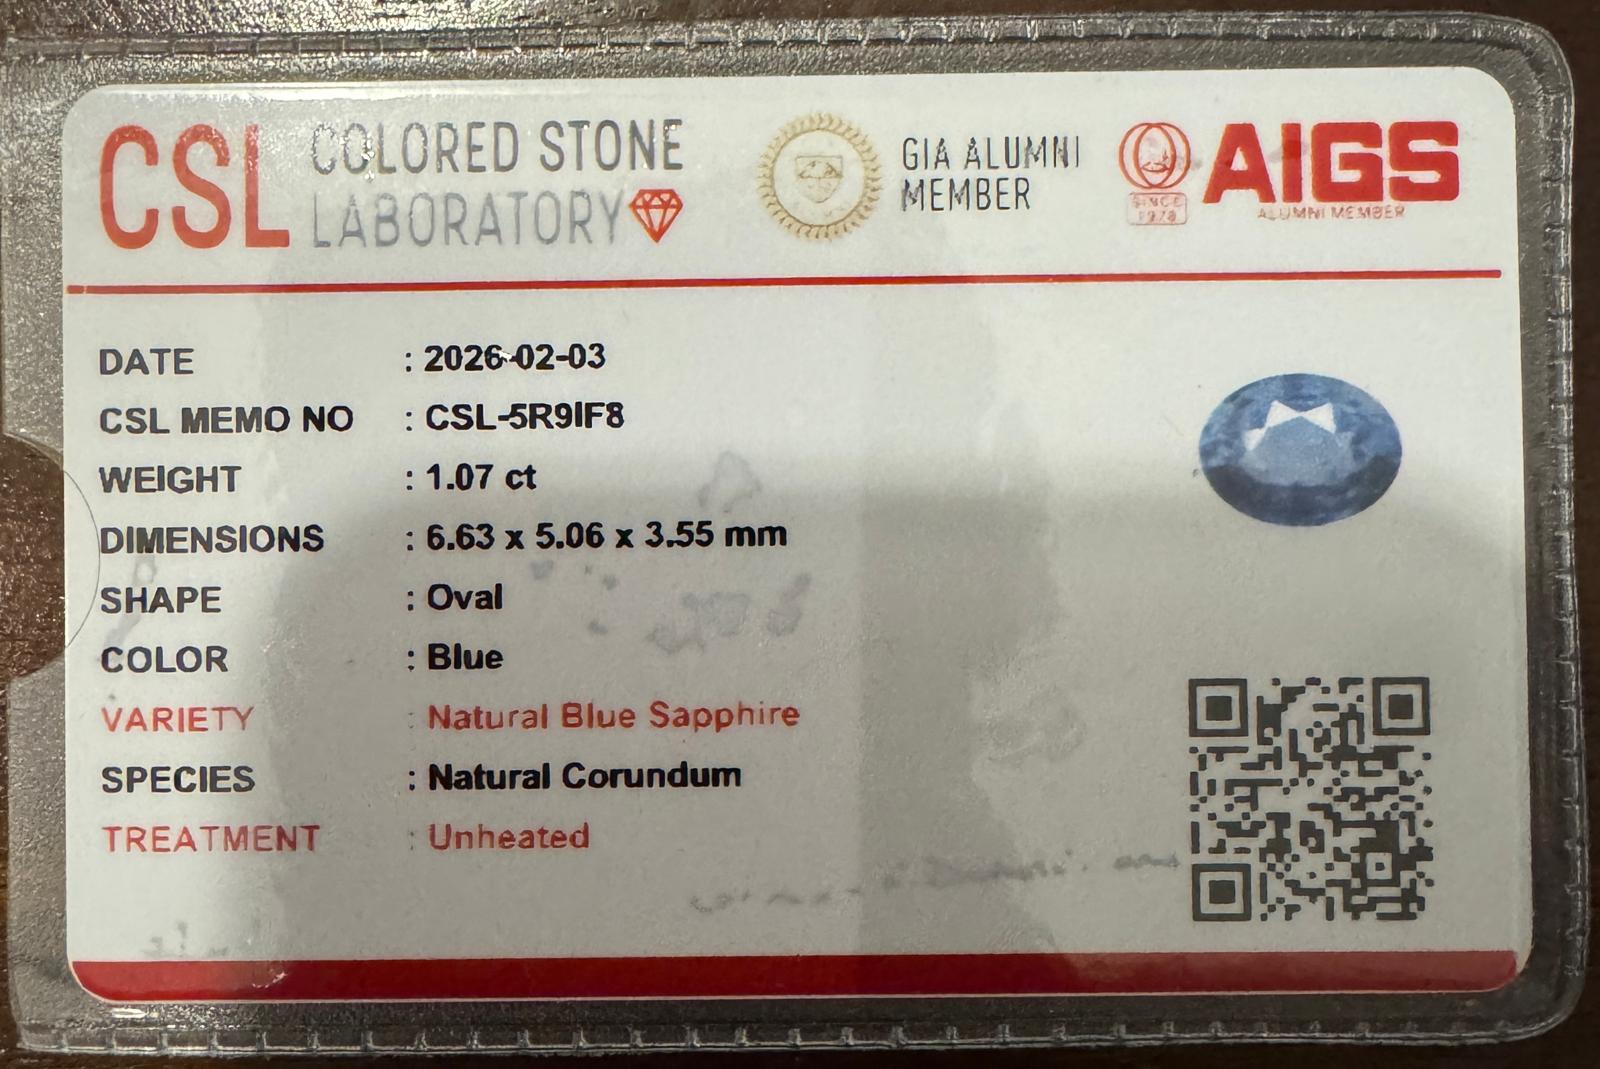 CSL COLORED STONE
LABORATORY
GIA ALUMNI
MEMBER
AIGS
SINCE
1978
ALUMNI MEMBER
DATE : 2026-02-03
CSL MEMO NO : CSL-5R9IF8
WEIGHT : 1.07 ct
DIMENSIONS : 6.63 x 5.06 x 3.55 mm
SHAPE : Oval
COLOR : Blue
VARIETY : Natural Blue Sapphire
SPECIES : Natural Corundum
TREATMENT : Unheated